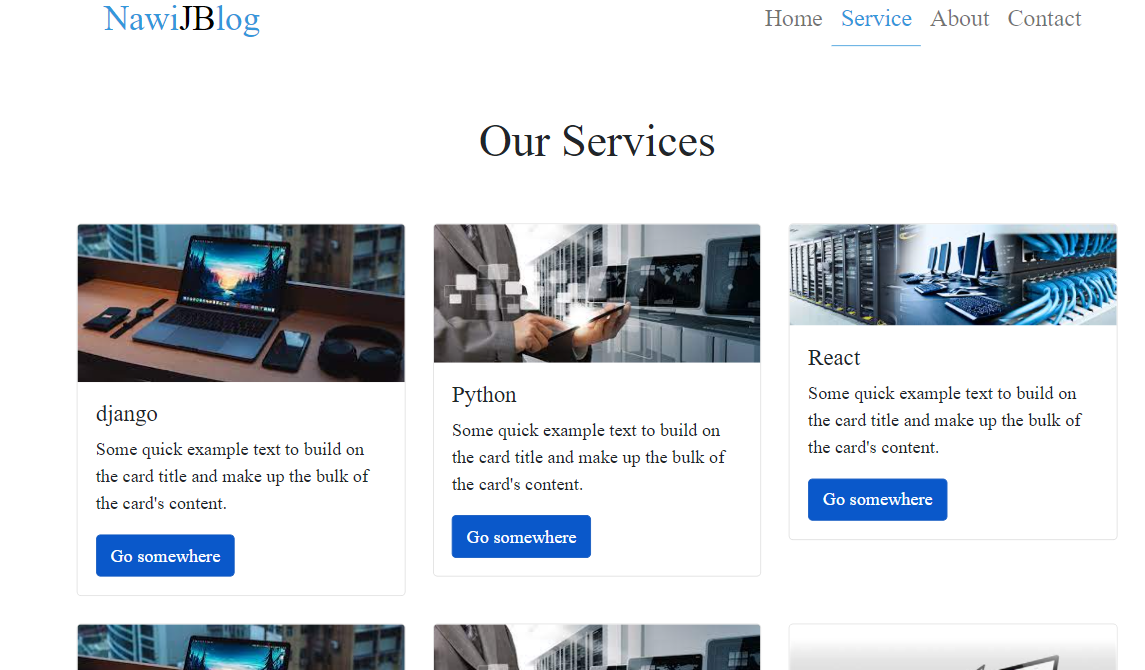 NawiJBlog
Home Service About Contact
Our Services
django
Some quick example text to build on
the card title and make up the bulk of
the card's content.
Go somewhere
Python
Some quick example text to build on
the card title and make up the bulk of
the card's content.
Go somewhere
React
Some quick example text to build on
the card title and make up the bulk of
the card's content.
Go somewhere